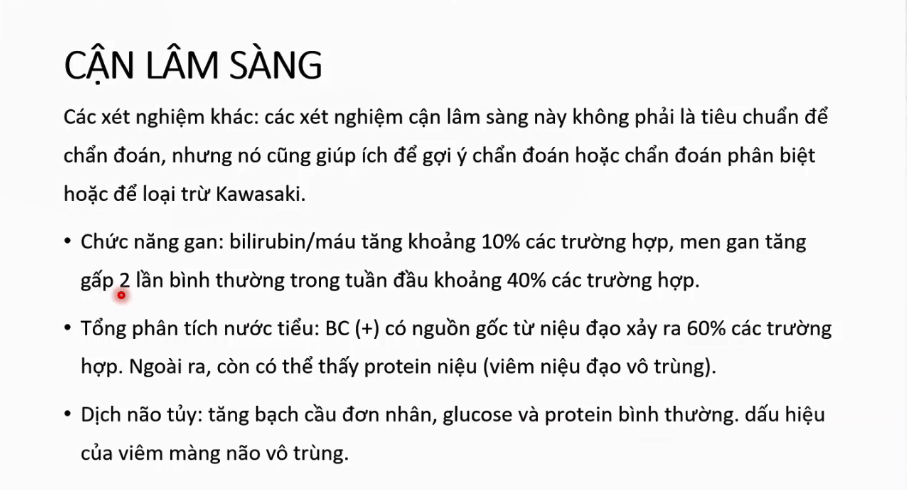 CẬN LÂM SÀNG
Các xét nghiệm khác: các xét nghiệm cận lâm sàng này không phải là tiêu chuẩn để
chẩn đoán, nhưng nó cũng giúp ích để gợi ý chẩn đoán hoặc chẩn đoán phân biệt
hoặc để loại trừ Kawasaki.
• Chức năng gan: bilirubin/máu tăng khoảng 10% các trường hợp, men gan tăng
gấp 2 lần bình thường trong tuần đầu khoảng 40% các trường hợp.
• Tổng phân tích nước tiểu: BC (+) có nguồn gốc từ niệu đạo xảy ra 60% các trường
hợp. Ngoài ra, còn có thể thấy protein niệu (viêm niệu đạo vô trùng).
• Dịch não tủy: tăng bạch cầu đơn nhân, glucose và protein bình thường. dấu hiệu
của viêm màng não vô trùng.